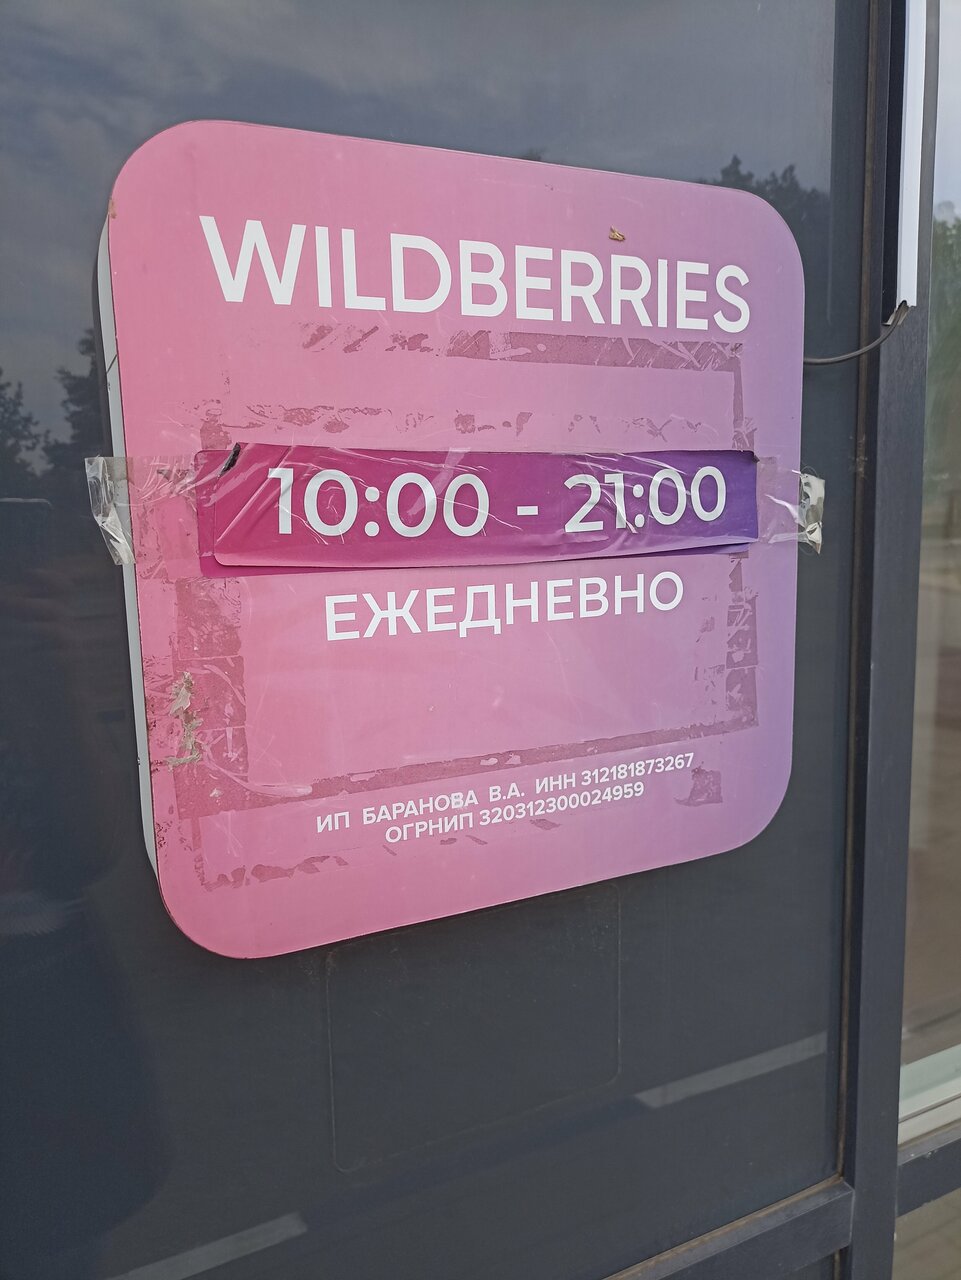 WILDBERRIES
10:00 - 21:00
ЕЖЕДНЕВНО
ИП БАРАНОВА В.А. ИНН 312181873267
ОГРНИП 320312300024959